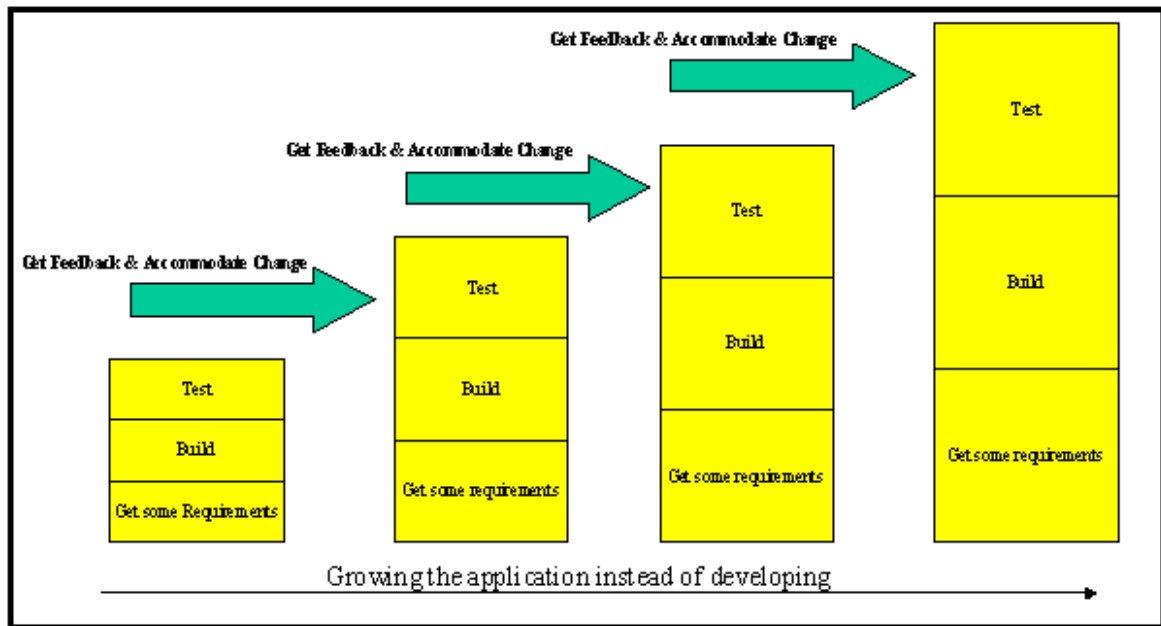 Get Feedback & Accommodate Change
Test
Build
Get some requirements
Get Feedback & Accommodate Change
Test
Build
Get some requirements
Get Feedback & Accommodate Change
Test
Build
Get some requirements
Test
Build
Get some Requirements
Growing the application instead of developing